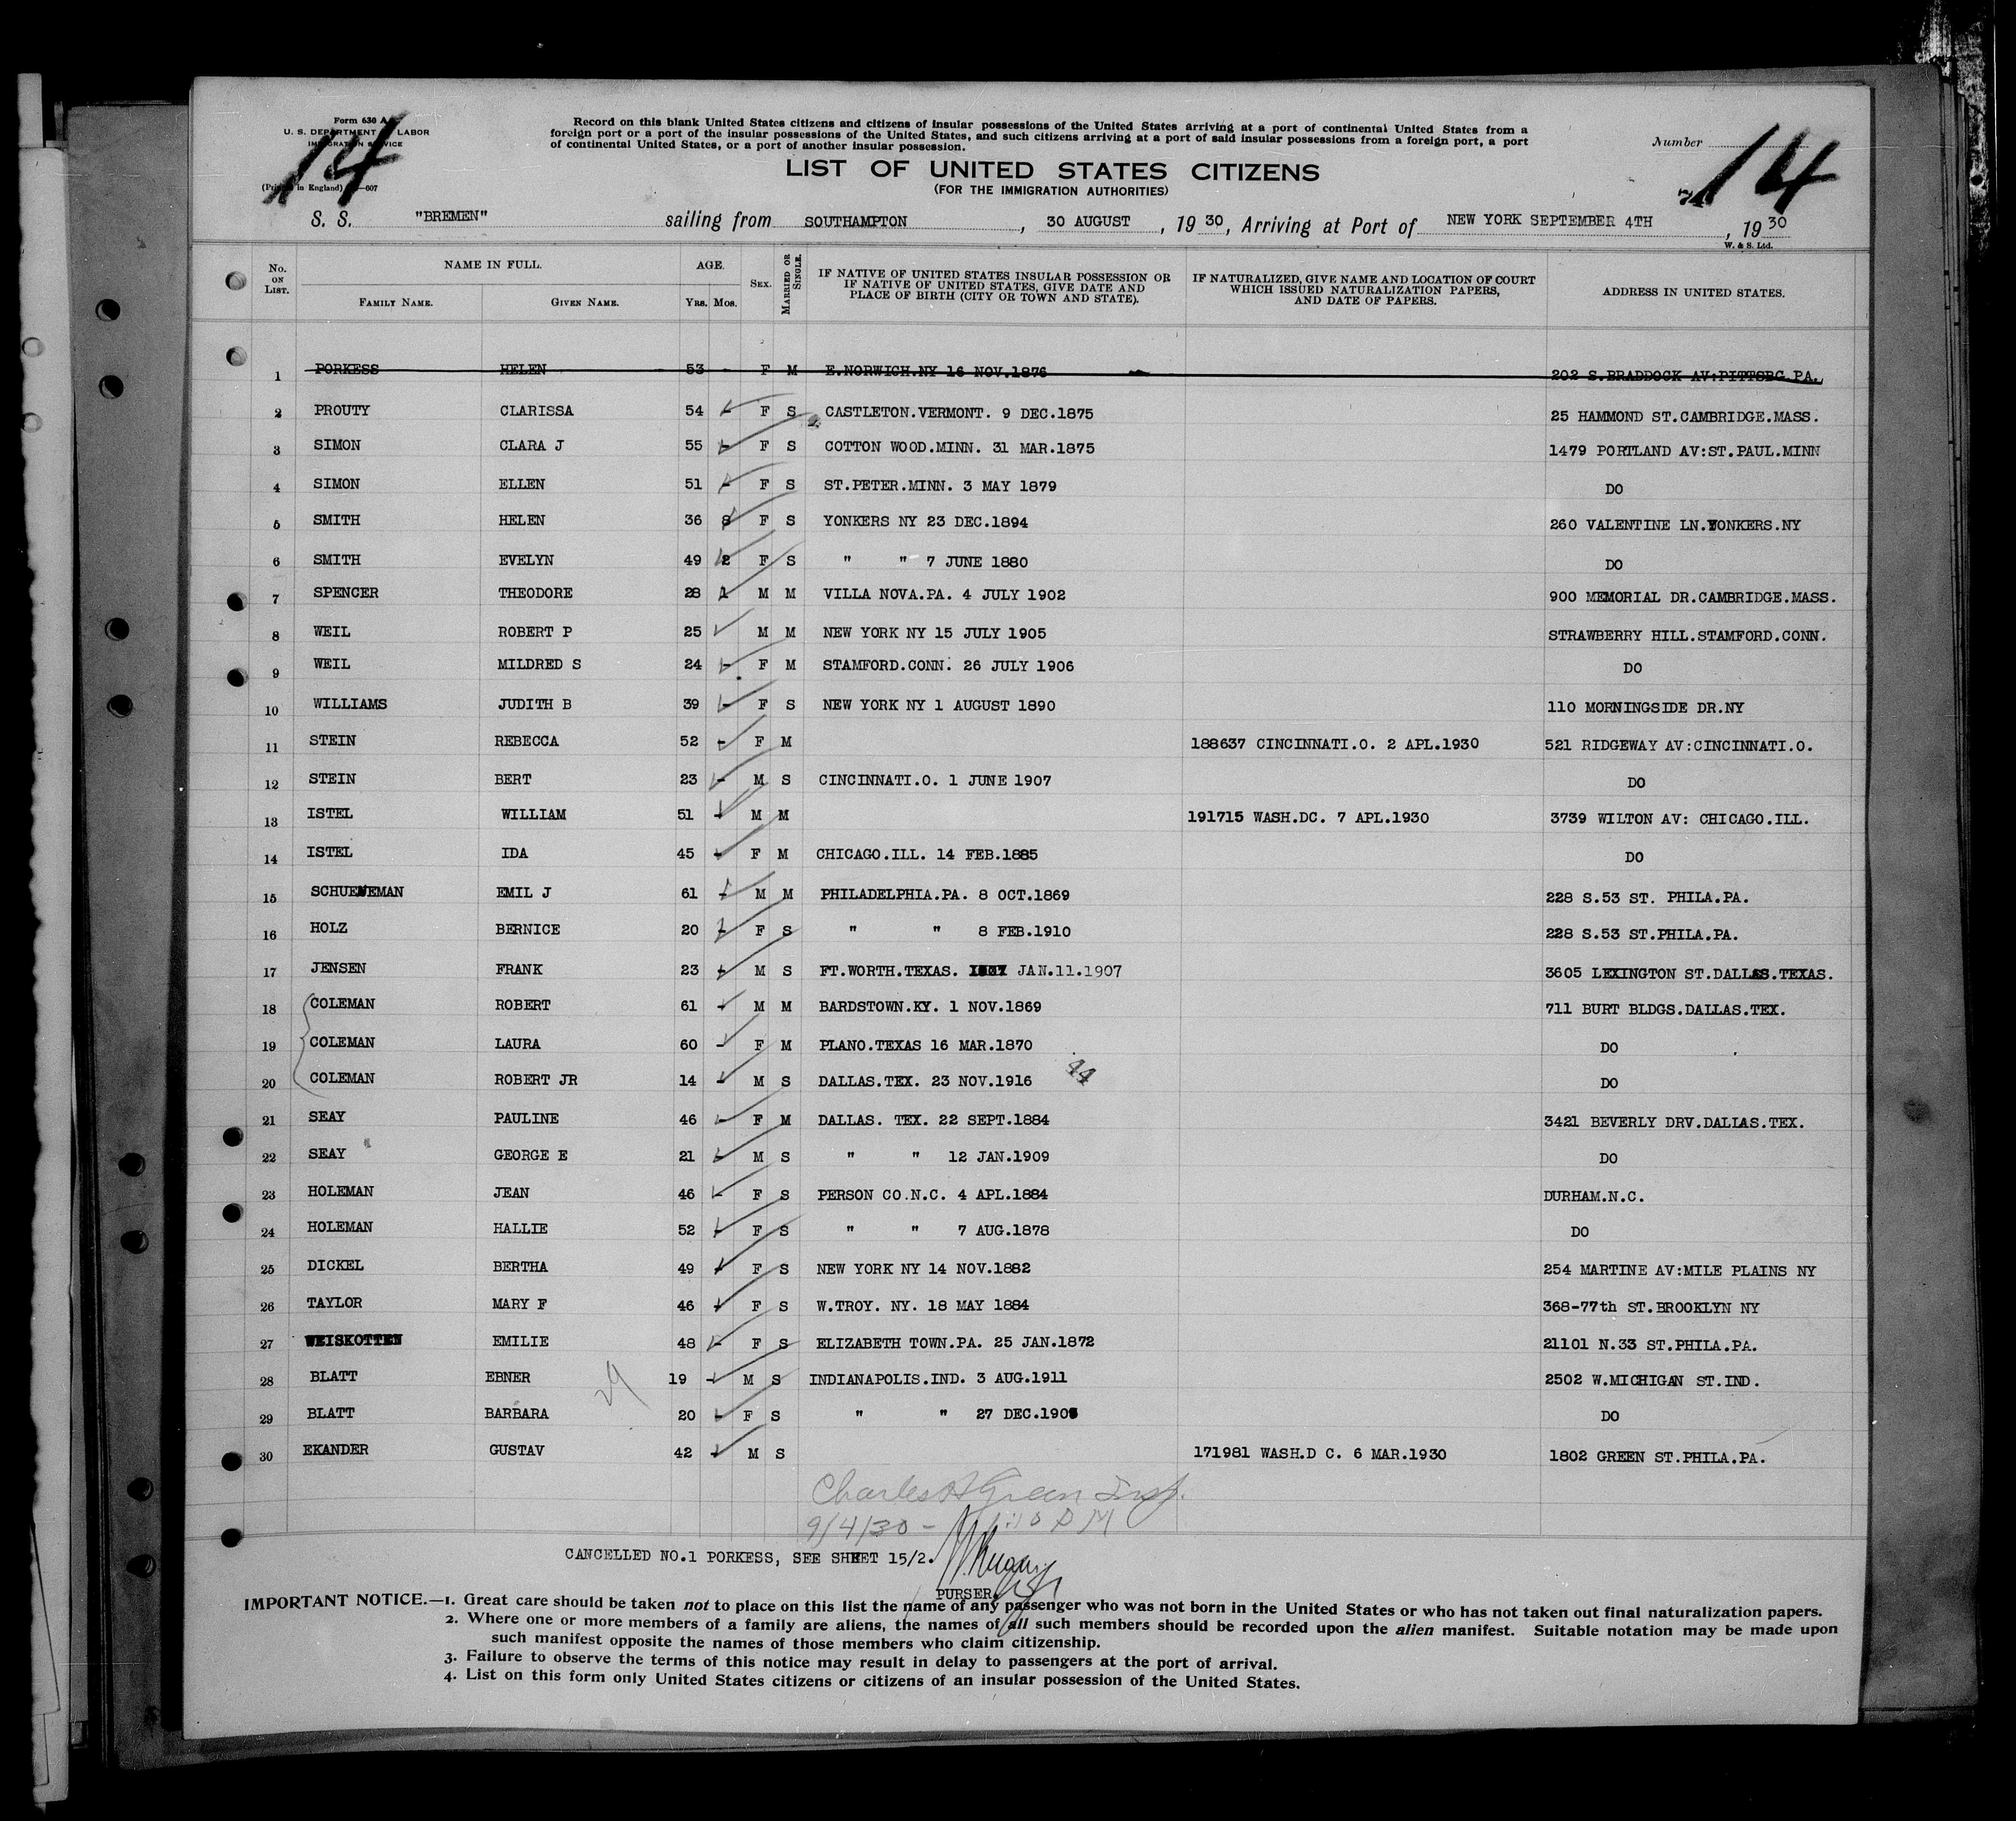 Form 630 A
U. S. DEPARTMENT LABOR
IMMIGRATION SERVICE
(Printed in England) —607
14
Record on this blank United States citizens and citizens of insular possessions of the United States arriving at a port of continental United States from a
foreign port or a port of the insular possessions of the United States, and such citizens arriving at a port of said insular possessions from a foreign port, a port
of continental United States, or a port of another insular possession.
LIST OF UNITED STATES CITIZENS
(FOR THE IMMIGRATION AUTHORITIES)
Number
14
S. S. "BREMEN" sailing from SOUTHAMPTON, 30 AUGUST, 1930, Arriving at Port of NEW YORK SEPTEMBER 4TH, 1930
W. & S. Ltd.
No. ON LIST. NAME IN FULL. AGE. SEX. MARRIED OR SINGLE. IF NATIVE OF UNITED STATES INSULAR POSSESSION OR IF NATIVE OF UNITED STATES, GIVE DATE AND PLACE OF BIRTH (CITY OR TOWN AND STATE). IF NATURALIZED, GIVE NAME AND LOCATION OF COURT WHICH ISSUED NATURALIZATION PAPERS, AND DATE OF PAPERS. ADDRESS IN UNITED STATES.
FAMILY NAME. GIVEN NAME. YRS. MOS.
1 PORKESS HELEN 53 - F M E.NORWICH.NY 16 NOV.1876 202 S.BRADDOCK AV:PITTSBG.PA.
2 PROUTY CLARISSA 54 - F S CASTLETON.VERMONT. 9 DEC.1875 25 HAMMOND ST.CAMBRIDGE.MASS.
3 SIMON CLARA J 55 - F S COTTON WOOD.MINN. 31 MAR.1875 1479 PORTLAND AV:ST.PAUL.MINN
4 SIMON ELLEN 51 - F S ST.PETER.MINN. 3 MAY 1879 DO
5 SMITH HELEN 36 8 F S YONKERS NY 23 DEC.1894 260 VALENTINE LN.YONKERS.NY
6 SMITH EVELYN 49 2 F S " " 7 JUNE 1880 DO
7 SPENCER THEODORE 28 1 M M VILLA NOVA.PA. 4 JULY 1902 900 MEMORIAL DR.CAMBRIDGE.MASS.
8 WEIL ROBERT P 25 M M NEW YORK NY 15 JULY 1905 STRAWBERRY HILL.STAMFORD.CONN.
9 WEIL MILDRED S 24 - F M STAMFORD.CONN. 26 JULY 1906 DO
10 WILLIAMS JUDITH B 39 - F S NEW YORK NY 1 AUGUST 1890 110 MORNINGSIDE DR.NY
11 STEIN REBECCA 52 - F M 188637 CINCINNATI.O. 2 APL.1930 521 RIDGEWAY AV:CINCINNATI.O.
12 STEIN BERT 23 - M S CINCINNATI.O. 1 JUNE 1907 DO
13 ISTEL WILLIAM 51 - M M 191715 WASH.DC. 7 APL.1930 3739 WILTON AV: CHICAGO.ILL.
14 ISTEL IDA 45 - F M CHICAGO.ILL. 14 FEB.1885 DO
15 SCHUENEMAN EMIL J 61 - M M PHILADELPHIA.PA. 8 OCT.1869 228 S.53 ST. PHILA.PA.
16 HOLZ BERNICE 20 - F S " " 8 FEB.1910 228 S.53 ST.PHILA.PA.
17 JENSEN FRANK 23 - M S FT.WORTH.TEXAS. JAN.11.1907 3605 LEXINGTON ST.DALLAS.TEXAS.
18 COLEMAN ROBERT 61 - M M BARDSTOWN.KY. 1 NOV.1869 711 BURT BLDGS.DALLAS.TEX.
19 COLEMAN LAURA 60 - F M PLANO.TEXAS 16 MAR.1870 DO
20 COLEMAN ROBERT JR 14 - M S DALLAS.TEX. 23 NOV.1916 44 DO
21 SEAY PAULINE 46 - F M DALLAS. TEX. 22 SEPT.1884 3421 BEVERLY DRV.DALLAS.TEX.
22 SEAY GEORGE E 21 - M S " " 12 JAN.1909 DO
23 HOLEMAN JEAN 46 - F S PERSON CO.N.C. 4 APL.1884 DURHAM.N.C.
24 HOLEMAN HALLIE 52 - F S " " 7 AUG.1878 DO
25 DICKEL BERTHA 49 - F S NEW YORK NY 14 NOV.1882 254 MARTINE AV:MILE PLAINS NY
26 TAYLOR MARY F 46 - F S W.TROY. NY. 18 MAY 1884 368-77th ST.BROOKLYN NY
27 WEISKOTTEN EMILIE 48 - F S ELIZABETH TOWN.PA. 25 JAN.1872 21101 N.33 ST.PHILA.PA.
28 BLATT EBNER 19 - M S INDIANAPOLIS.IND. 3 AUG.1911 2502 W.MICHIGAN ST.IND.
29 BLATT BARBARA 20 - F S " " 27 DEC.190 DO
30 EKANDER GUSTAV 42 - M S 171981 WASH.D C. 6 MAR.1930 1802 GREEN ST.PHILA.PA.
Charles H Green Insp.
9/4/30 – 1:10 PM
CANCELLED NO.1 PORKESS, SEE SHEET 15/2.
PURSER.
IMPORTANT NOTICE.—1. Great care should be taken not to place on this list the name of any passenger who was not born in the United States or who has not taken out final naturalization papers.
2. Where one or more members of a family are aliens, the names of all such members should be recorded upon the alien manifest. Suitable notation may be made upon
such manifest opposite the names of those members who claim citizenship.
3. Failure to observe the terms of this notice may result in delay to passengers at the port of arrival.
4. List on this form only United States citizens or citizens of an insular possession of the United States.